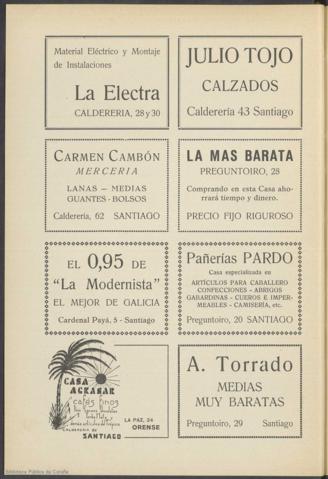 Material Eléctrico y Montaje
de Instalaciones
La Electra
CALDERERIA, 28 y 30
JULIO TOJO
CALZADOS
Calderería 43 Santiago
CARMEN CAMBÓN
MERCERIA
LANAS — MEDIAS
GUANTES - BOLSOS
Calderería, 62 SANTIAGO
LA MAS BARATA
PREGUNTOIRO, 28
Comprando en esta Casa aho-
rrará tiempo y dinero.
PRECIO FIJO RIGUROSO
EL 0,95 DE
"La Modernista"
EL MEJOR DE GALICIA
Cardenal Payá, 5 - Santiago
Pañerías PARDO
Casa especializada en
ARTÍCULOS PARA CABALLERO
CONFECCIONES - ABRIGOS
GABARDINAS - CUEROS E IMPER-
MEABLES - CAMISERÍA, etc.
Preguntoiro, 20 SANTIAGO
CASA
cafés finos
CALDERERIA
SANTIAGO
LA PAZ, 24
ORENSE
A. Torrado
MEDIAS
MUY BARATAS
Preguntoiro, 29 Santiago
Biblioteca Pública de Coruña